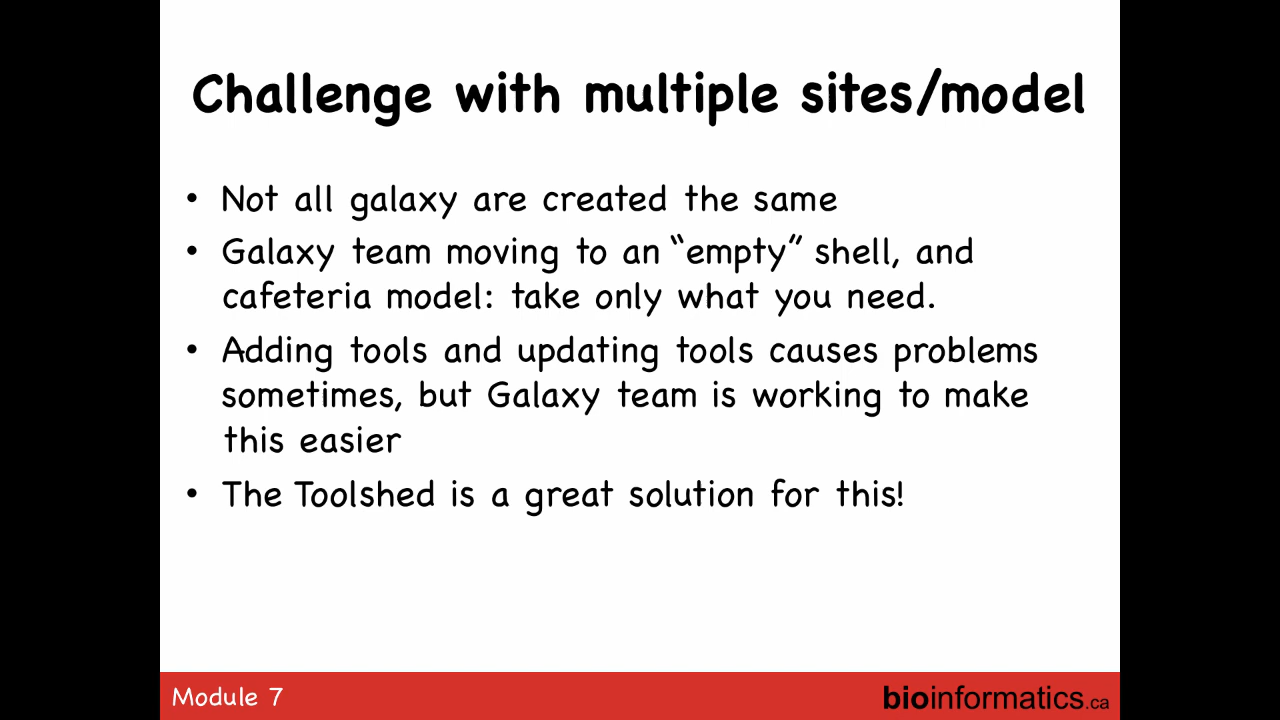 Challenge with multiple sites/model
• Not all galaxy are created the same
• Galaxy team moving to an “empty” shell, and
cafeteria model: take only what you need.
• Adding tools and updating tools causes problems
sometimes, but Galaxy team is working to make
this easier
• The Toolshed is a great solution for this!
Module 7
bioinformatics.ca